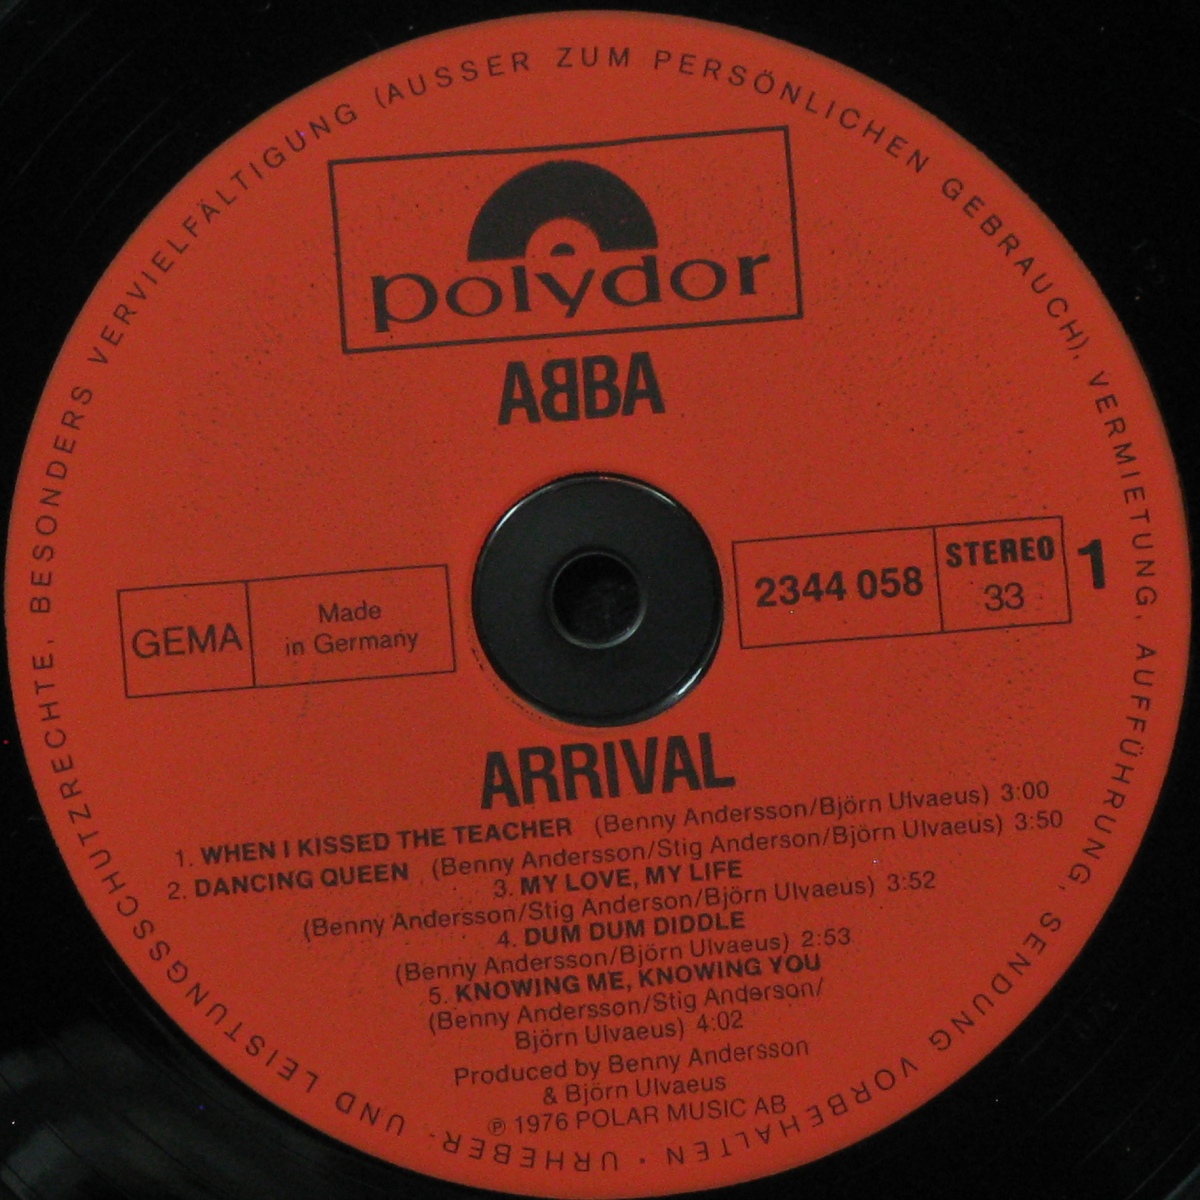 polydor
ABBA
GEMA
Made
in Germany
2344 058
STEREO
33
1
ARRIVAL
1. WHEN I KISSED THE TEACHER (Benny Andersson/Björn Ulvaeus) 3:00
2. DANCING QUEEN (Benny Andersson/Stig Anderson/Björn Ulvaeus) 3:50
3. MY LOVE, MY LIFE
(Benny Andersson/Stig Anderson/Björn Ulvaeus) 3:52
4. DUM DUM DIDDLE
(Benny Andersson/Björn Ulvaeus) 2:53
5. KNOWING ME, KNOWING YOU
(Benny Andersson/Stig Anderson/
Björn Ulvaeus) 4:02
Produced by Benny Andersson
& Björn Ulvaeus
℗ 1976 POLAR MUSIC AB
URHEBER- UND LEISTUNGSSCHUTZRECHTE, BESONDERS VERVIELFÄLTIGUNG (AUSSER ZUM PERSÖNLICHEN GEBRAUCH), VERMIETUNG, AUFFÜHRUNG, SENDUNG VORBEHALTEN ·